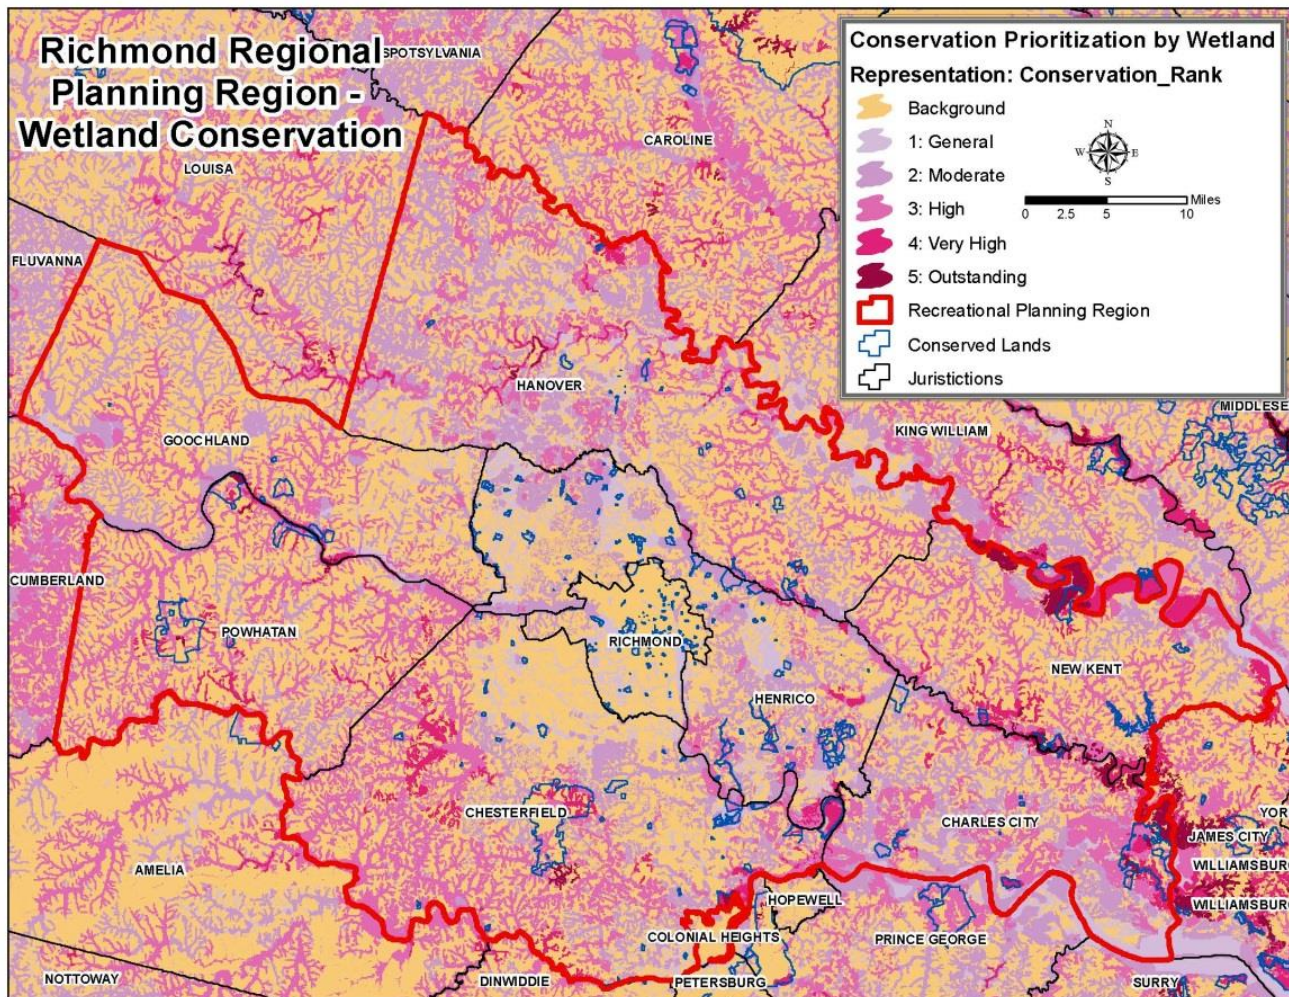 Richmond Regional
Planning Region -
Wetland Conservation
Conservation Prioritization by Wetland
Representation: Conservation_Rank
Background
1: General
2: Moderate
3: High
4: Very High
5: Outstanding
Recreational Planning Region
Conserved Lands
Juristictions
N
W
E
S
Miles
0
2.5
5
10
SPOTSYLVANIA
CAROLINE
LOUISA
FLUVANNA
HANOVER
MIDDLESE
KING WILLIAM
GOOCHLAND
CUMBERLAND
POWHATAN
RICHMOND
NEW KENT
HENRICO
CHESTERFIELD
CHARLES CITY
YOR
JAMES CITY
WILLIAMSBURG
AMELIA
HOPEWELL
WILLIAMSBURG
COLONIAL HEIGHTS
PRINCE GEORGE
NOTTOWAY
DINWIDDIE
PETERSBURG
SURRY